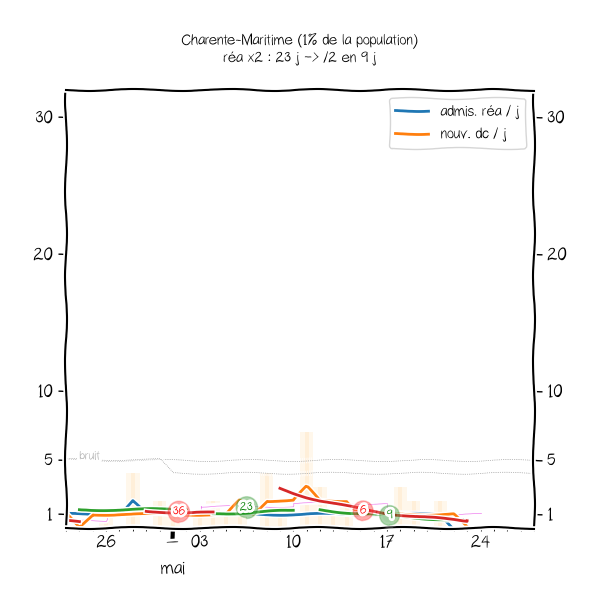 Charente-Maritime (1% de la population)
réa x2 : 23 j -> /2 en 9 j
admis. réa / j
nouv. dc / j
30 30
20 20
10 10
5 bruit 5
1 36 23 6 9 1
26 03 10 17 24
mai